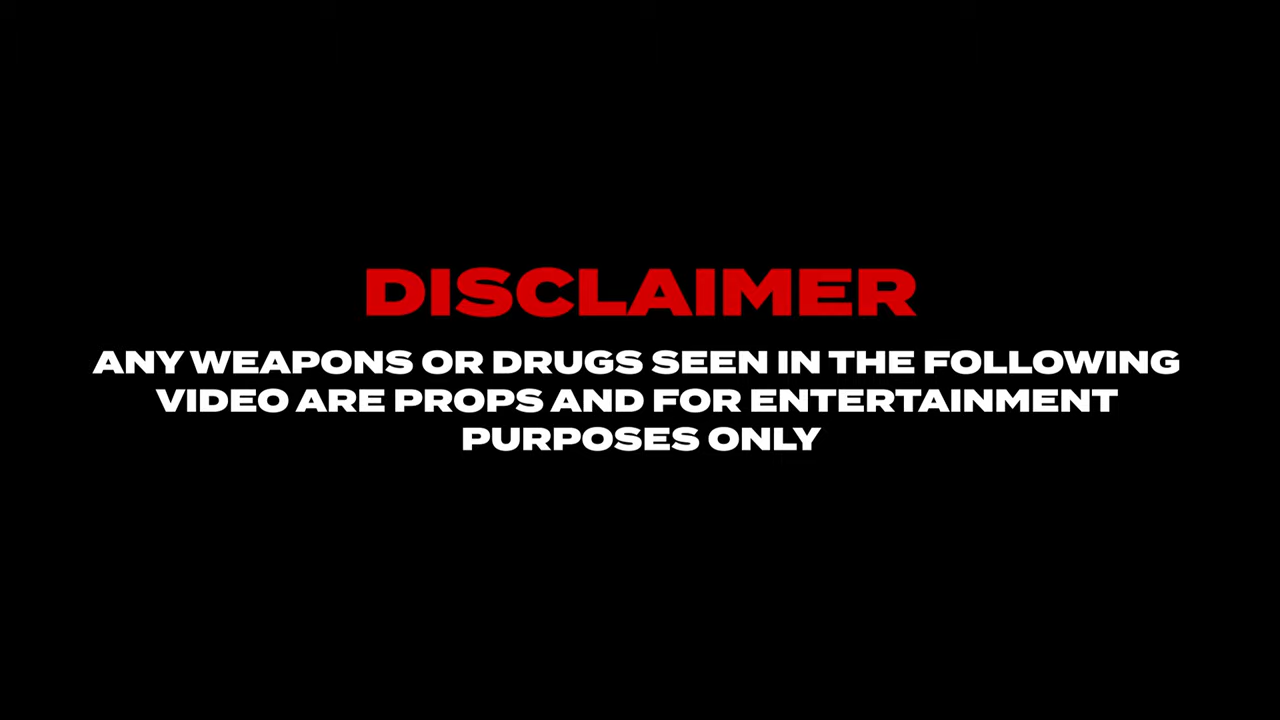 DISCLAIMER
ANY WEAPONS OR DRUGS SEEN IN THE FOLLOWING
VIDEO ARE PROPS AND FOR ENTERTAINMENT
PURPOSES ONLY